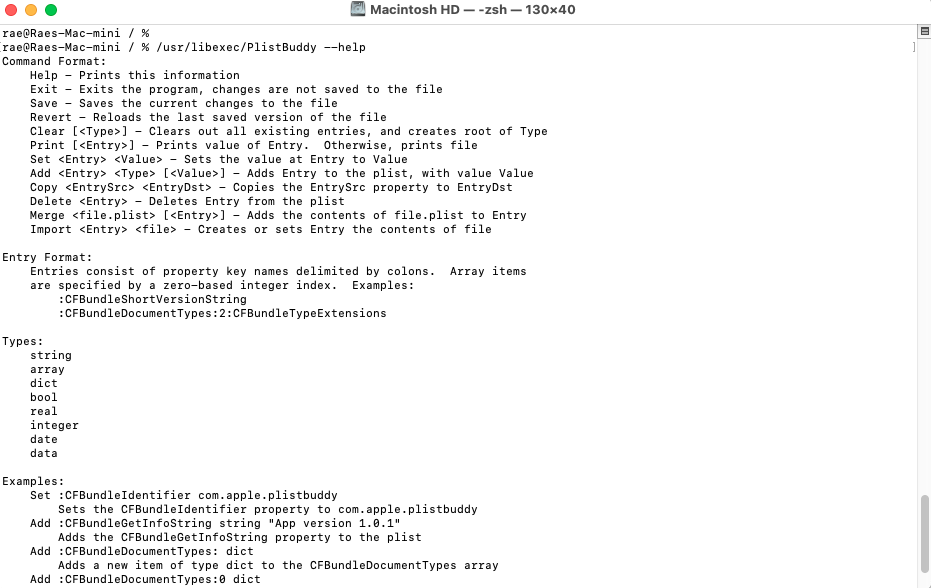 Macintosh HD — -zsh — 130×40
rae@Raes-Mac-mini / %
[rae@Raes-Mac-mini / % /usr/libexec/PlistBuddy --help ]
Command Format:
    Help - Prints this information
    Exit - Exits the program, changes are not saved to the file
    Save - Saves the current changes to the file
    Revert - Reloads the last saved version of the file
    Clear [<Type>] - Clears out all existing entries, and creates root of Type
    Print [<Entry>] - Prints value of Entry.  Otherwise, prints file
    Set <Entry> <Value> - Sets the value at Entry to Value
    Add <Entry> <Type> [<Value>] - Adds Entry to the plist, with value Value
    Copy <EntrySrc> <EntryDst> - Copies the EntrySrc property to EntryDst
    Delete <Entry> - Deletes Entry from the plist
    Merge <file.plist> [<Entry>] - Adds the contents of file.plist to Entry
    Import <Entry> <file> - Creates or sets Entry the contents of file

Entry Format:
    Entries consist of property key names delimited by colons.  Array items
    are specified by a zero-based integer index.  Examples:
        :CFBundleShortVersionString
        :CFBundleDocumentTypes:2:CFBundleTypeExtensions

Types:
    string
    array
    dict
    bool
    real
    integer
    date
    data

Examples:
    Set :CFBundleIdentifier com.apple.plistbuddy
        Sets the CFBundleIdentifier property to com.apple.plistbuddy
    Add :CFBundleGetInfoString string "App version 1.0.1"
        Adds the CFBundleGetInfoString property to the plist
    Add :CFBundleDocumentTypes: dict
        Adds a new item of type dict to the CFBundleDocumentTypes array
    Add :CFBundleDocumentTypes:0 dict